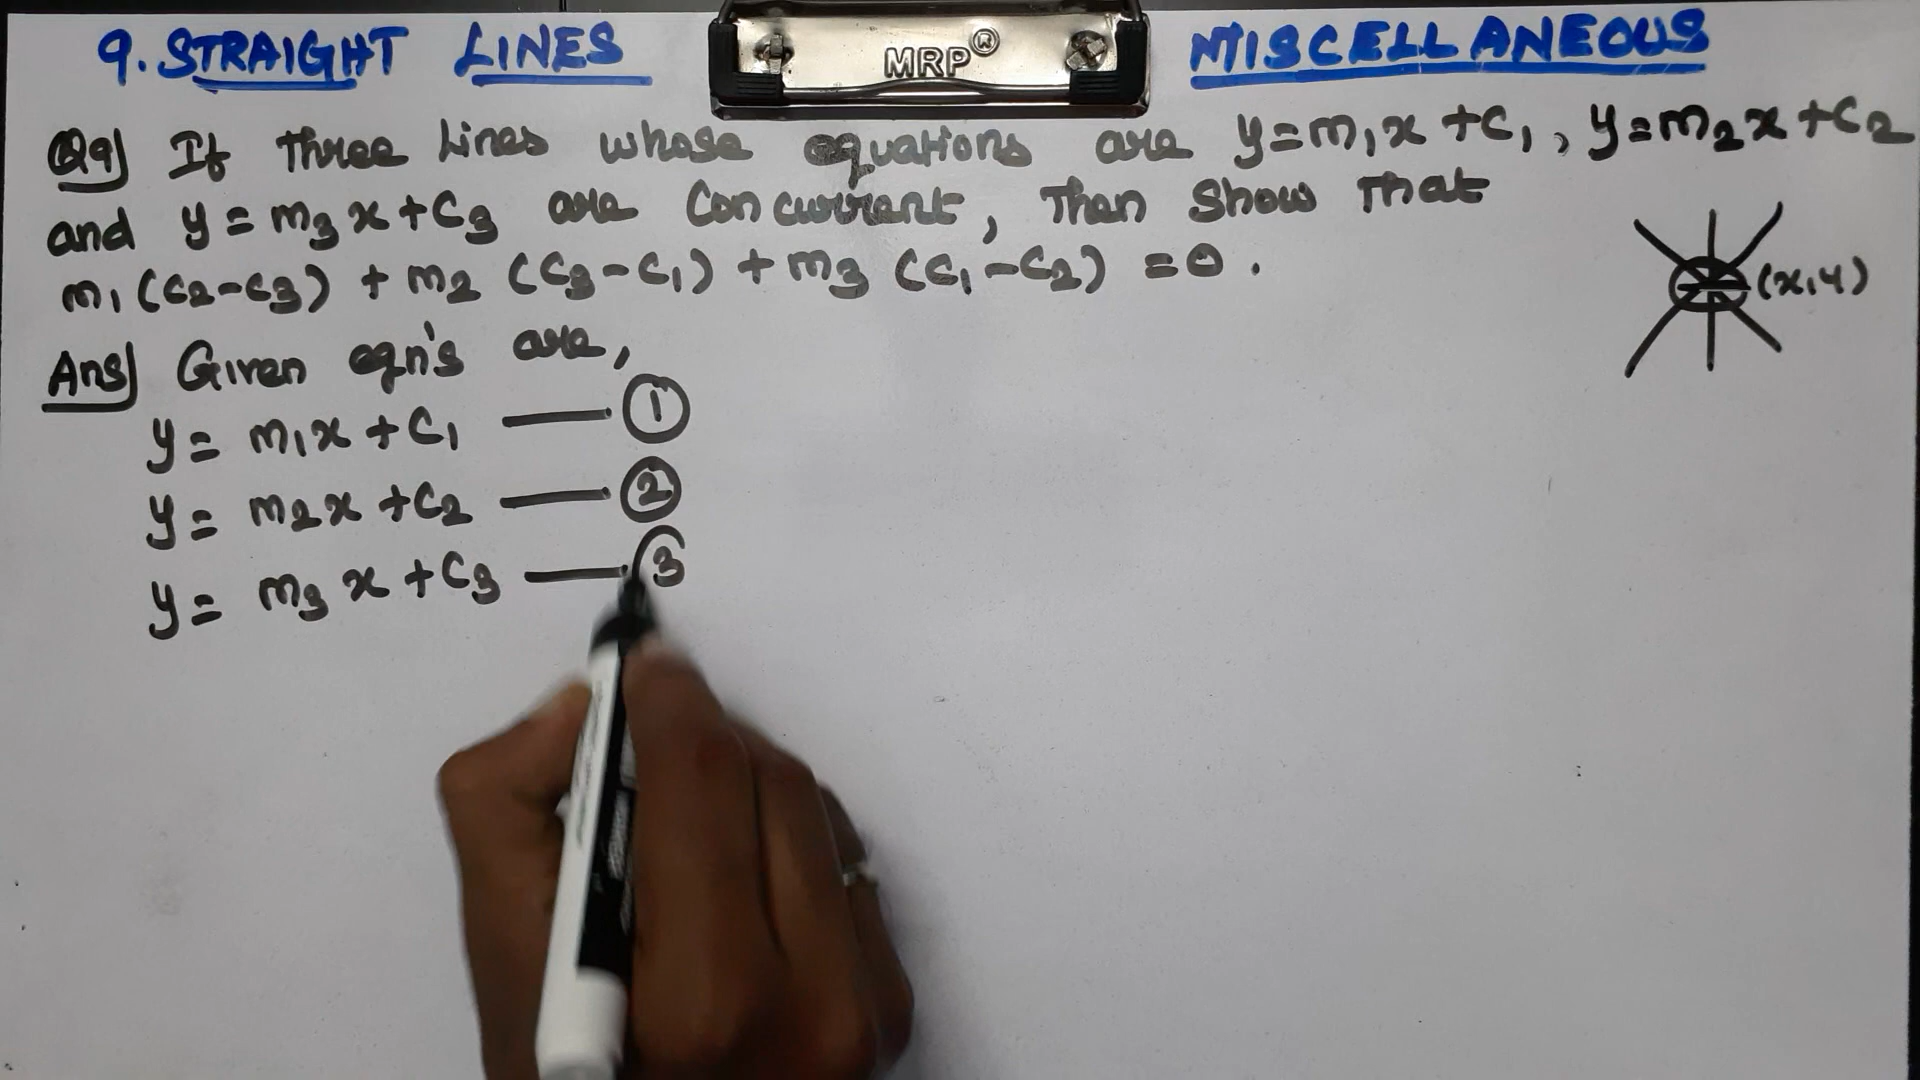 9. STRAIGHT LINES
MRP®
MISCELLANEOUS
Q9) If three lines whose equations are y=m₁x+c₁, y=m₂x+c₂
and y=m₃x+c₃ are concurrent, then show that
m₁(c₂-c₃)+m₂(c₃-c₁)+m₃(c₁-c₂)=0.
(x,y)
Ans) Given eqn's are,
y= m₁x+c₁ — ①
y= m₂x+c₂ — ②
y= m₃x+c₃ — 3